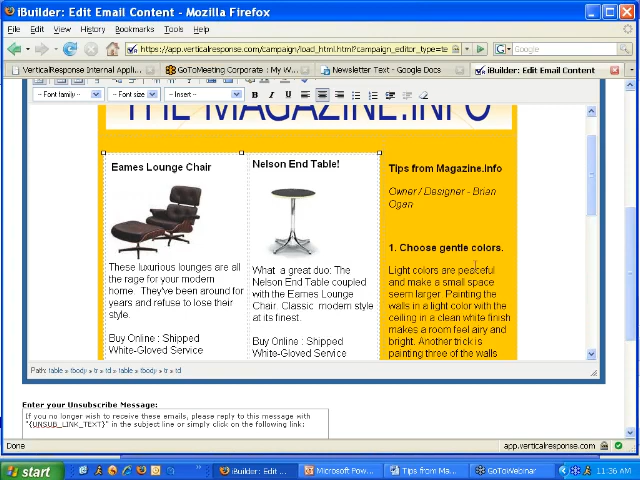 iBuilder: Edit Email Content - Mozilla Firefox
File Edit View History Bookmarks Tools Help
https://app.verticalresponse.com/campaign/load_html.html?campaign_editor_type=te
Google
VerticalResponse Internal Appli...
GoToMeeting Corporate : My W...
Newsletter Text - Google Docs
iBuilder: Edit Email Content
-- Font family -- -- Font size -- -- Insert -- B I U
THE MAGAZINE.INFO
Eames Lounge Chair
These luxurious lounges are all
the rage for your modern
home. They've been around for
years and refuse to lose their
style.
Buy Online : Shipped
White-Gloved Service
Nelson End Table!
What a great duo: The
Nelson End Table coupled
with the Eames Lounge
Chair. Classic modern style
at its finest.
Buy Online : Shipped
White-Gloved Service
Tips from Magazine.info
Owner / Designer - Brian
Ogan
1. Choose gentle colors.
Light colors are peaceful
and make a small space
seem larger. Painting the
walls in a light color with the
ceiling in a clean white finish
makes a room feel airy and
bright. Another trick is
painting three of the walls
Path: table » tbody » tr » td » table » tbody » tr » td
Enter your Unsubscribe Message:
If you no longer wish to receive these emails, please reply to this message with
"{UNSUB_LINK_TEXT}" in the subject line or simply click on the following link:
Done
app.verticalresponse.com
start
iBuilder: Edit ...
Microsoft Pow...
Tips from Ma...
GoToWebinar
11:36 AM